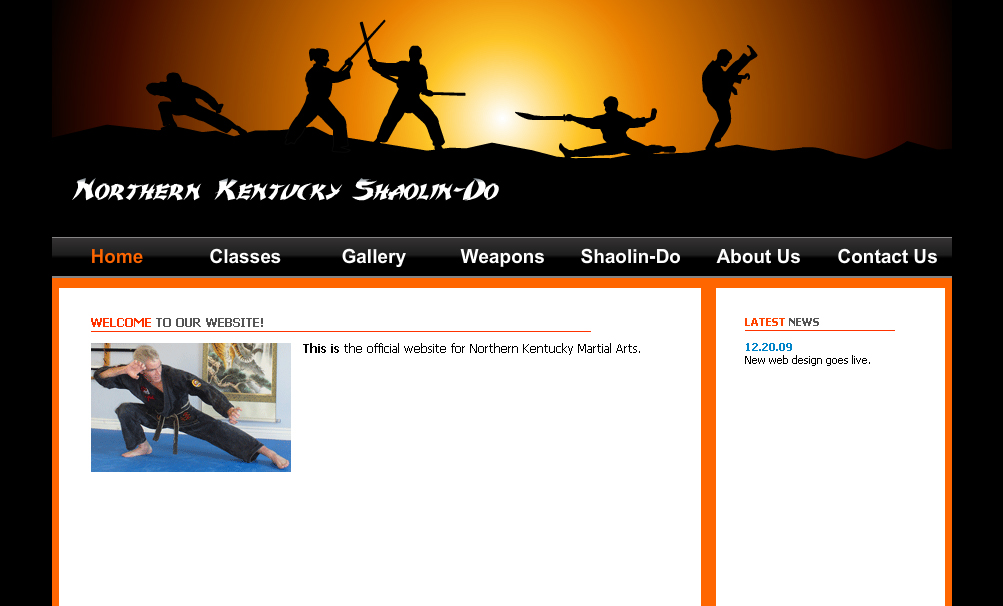 Northern Kentucky Shaolin-Do
Home Classes Gallery Weapons Shaolin-Do About Us Contact Us
WELCOME TO OUR WEBSITE!
This is the official website for Northern Kentucky Martial Arts.
LATEST NEWS
12.20.09
New web design goes live.